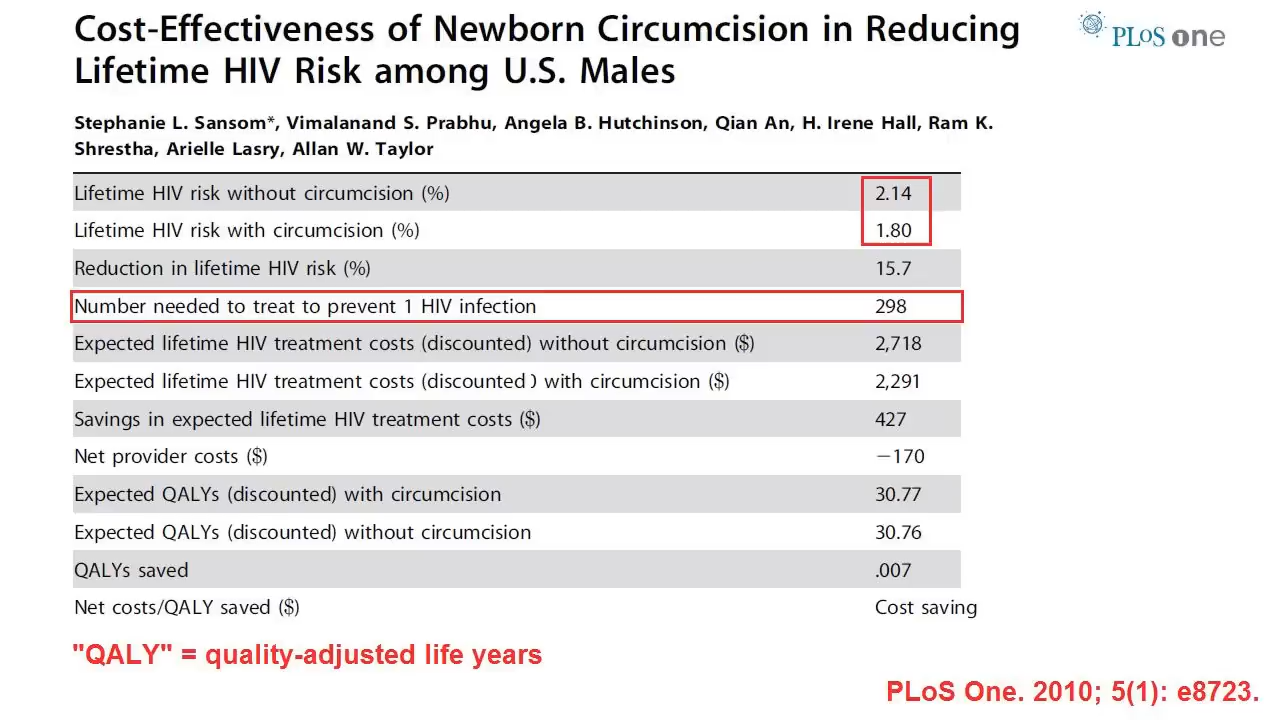 Cost-Effectiveness of Newborn Circumcision in Reducing
Lifetime HIV Risk among U.S. Males
PLoS one
Stephanie L. Sansom*, Vimalanand S. Prabhu, Angela B. Hutchinson, Qian An, H. Irene Hall, Ram K.
Shrestha, Arielle Lasry, Allan W. Taylor
Lifetime HIV risk without circumcision (%) 2.14
Lifetime HIV risk with circumcision (%) 1.80
Reduction in lifetime HIV risk (%) 15.7
Number needed to treat to prevent 1 HIV infection 298
Expected lifetime HIV treatment costs (discounted) without circumcision ($) 2,718
Expected lifetime HIV treatment costs (discounted) with circumcision ($) 2,291
Savings in expected lifetime HIV treatment costs ($) 427
Net provider costs ($) −170
Expected QALYs (discounted) with circumcision 30.77
Expected QALYs (discounted) without circumcision 30.76
QALYs saved .007
Net costs/QALY saved ($) Cost saving
"QALY" = quality-adjusted life years
PLoS One. 2010; 5(1): e8723.